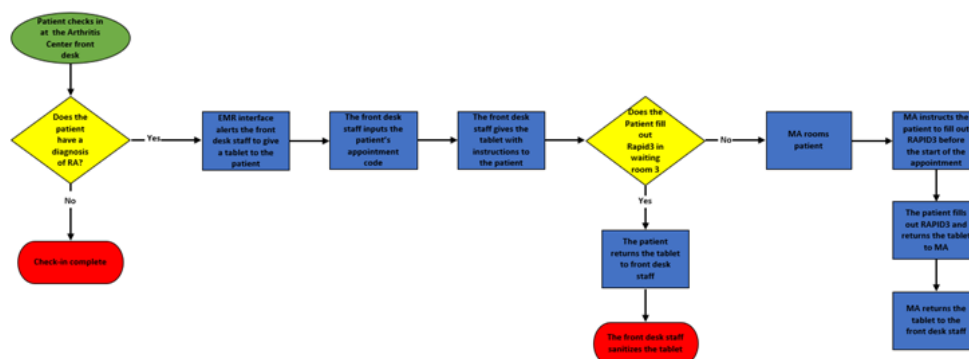 Patient checks in
at the Arthritis
Center front
desk
Does the
patient
have a
diagnosis
of RA?
Yes
No
Check-in complete
EMR interface
alerts the front
desk staff to give
a tablet to the
patient
The front desk
staff inputs the
patient's
appointment
code
The front desk
staff gives the
tablet with
instructions to
the patient
Does the
Patient fill
out
Rapid3 in
waiting
room 3
Yes
The patient
returns the tablet
to front desk
staff
The front desk staff
sanitizes the tablet
No
MA rooms
patient
MA instructs the
patient to fill out
RAPID3 before
the start of the
appointment
The patient fills
out RAPID3 and
returns the tablet
to MA
MA returns the
tablet to the
front desk staff